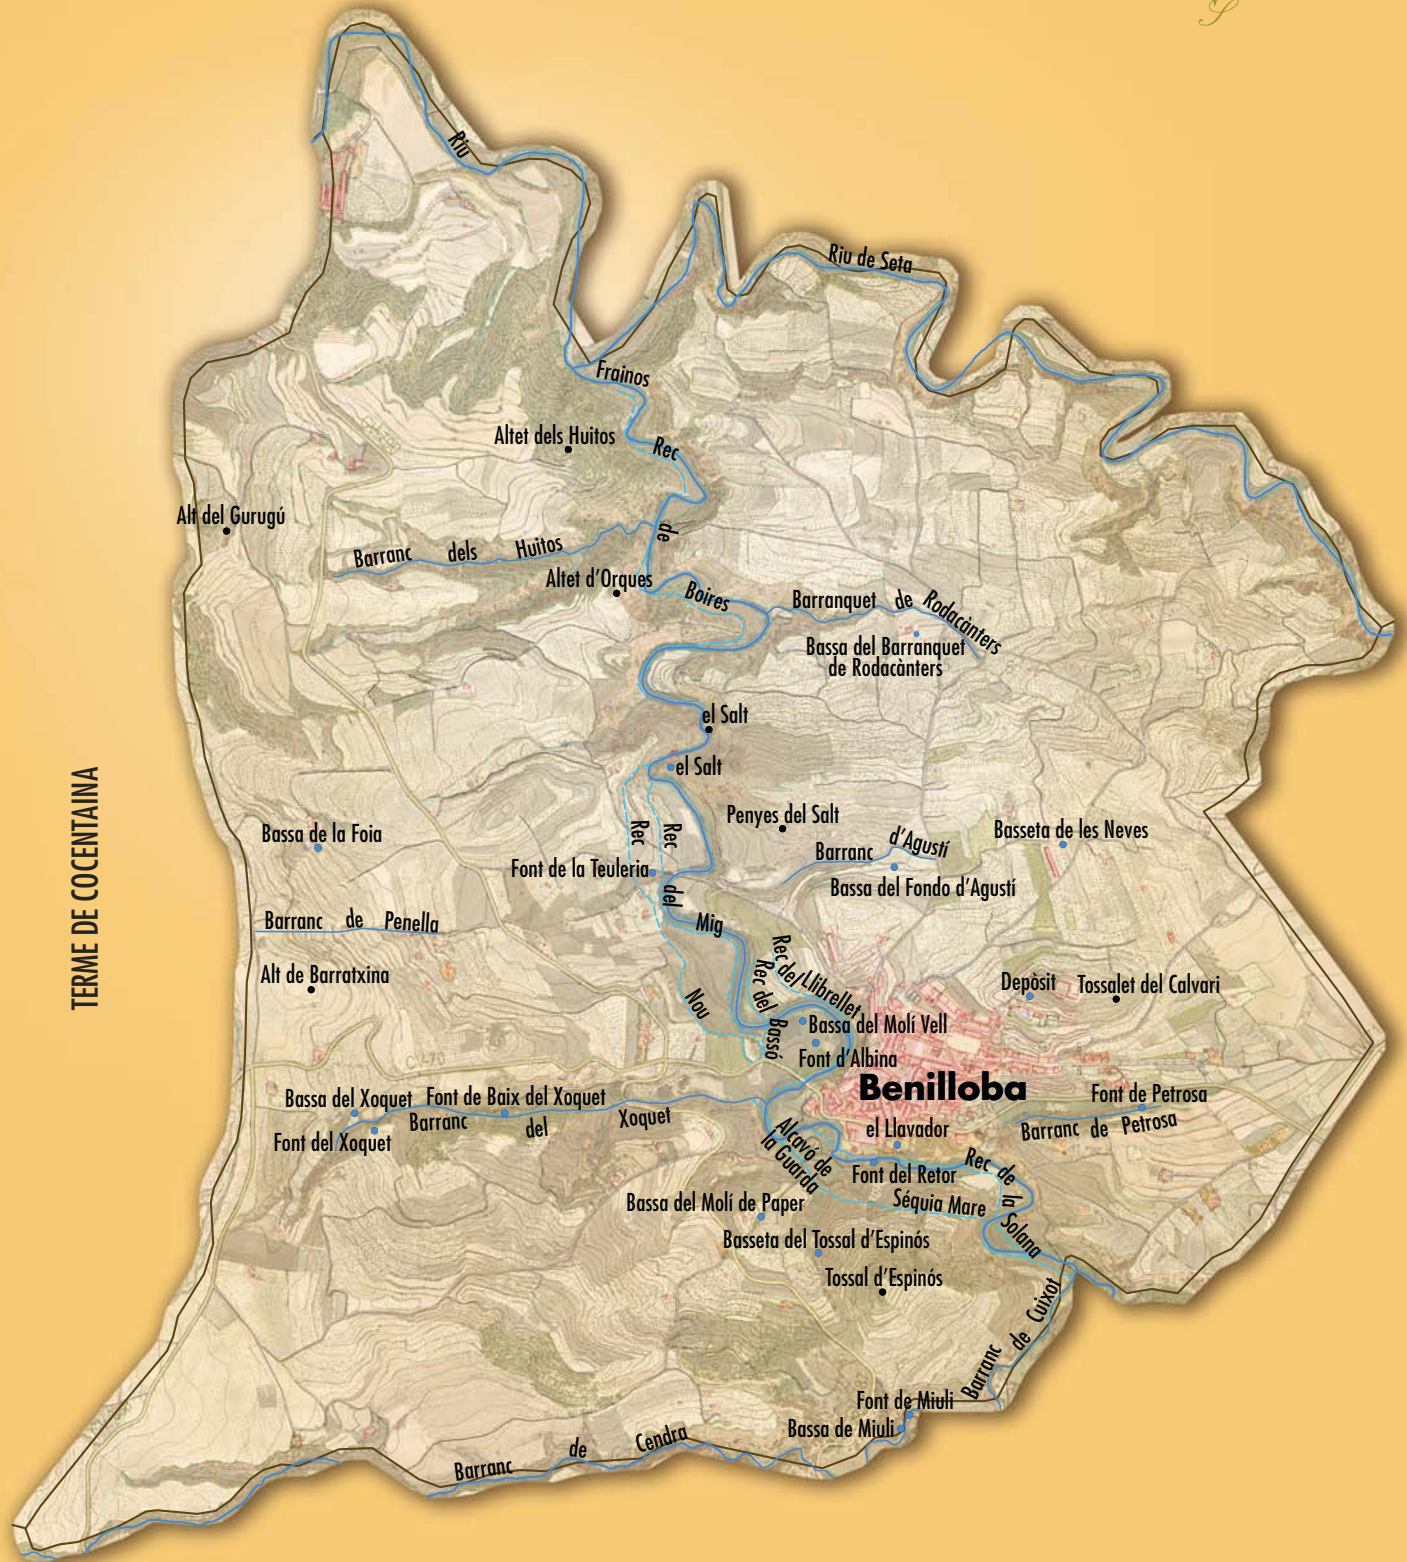 Riu
Riu de Seta
Frainos
Altet dels Huitos
Rec
de
Boires
Alt del Gurugú
Barranc dels Huitos
Altet d'Orques
Barranquet de Rodacànters
Bassa del Barranquet
de Rodacànters
el Salt
el Salt
Penyes del Salt
Bassa de la Foia
Rec
Nou
Rec
del
Mig
Font de la Teuleria
Barranc d'Agustí
Bassa del Fondo d'Agustí
Basseta de les Neves
TERME DE COCENTAINA
Barranc de Penella
Alt de Barratxina
Rec del Llibrellet
Rec del Bassó
Depòsit
Tossalet del Calvari
Bassa del Molí Vell
Font d'Albina
Benilloba
Bassa del Xoquet
Font de Baix del Xoquet
Font del Xoquet
Barranc del Xoquet
Font de Petrosa
Barranc de Petrosa
el Llavador
Alcavó de
la Guarda
Font del Retor
Rec de la Solana
Séquia Mare
Bassa del Molí de Paper
Basseta del Tossal d'Espinós
Tossal d'Espinós
Barranc de Cuixot
Font de Miuli
Bassa de Miuli
Barranc de Cendra